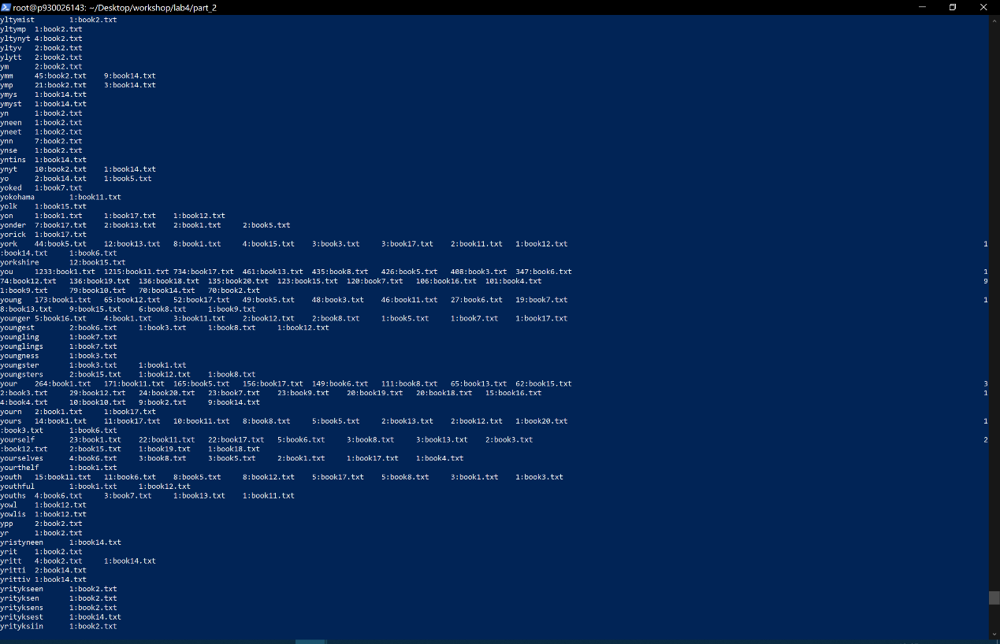 root@p930026143: ~/Desktop/workshop/lab4/part_2
yltymist 1:book2.txt
yltymp 1:book2.txt
yltynyt 4:book2.txt
yltyv 2:book2.txt
ylytt 2:book2.txt
ym 2:book2.txt
ymm 45:book2.txt 9:book14.txt
ymp 21:book2.txt 3:book14.txt
ymys 1:book14.txt
ymyst 1:book14.txt
yn 1:book2.txt
yneen 1:book2.txt
yneet 1:book2.txt
ynn 7:book2.txt
ynse 1:book2.txt
yntins 1:book14.txt
ynyt 10:book2.txt 1:book14.txt
yo 2:book14.txt 1:book5.txt
yoked 1:book7.txt
yokohama 1:book11.txt
yolk 1:book15.txt
yon 1:book1.txt 1:book17.txt 1:book12.txt
yonder 7:book17.txt 2:book13.txt 2:book1.txt 2:book5.txt
yorick 1:book17.txt
york 44:book5.txt 12:book13.txt 8:book1.txt 4:book15.txt 3:book3.txt 3:book17.txt 2:book11.txt 1:book12.txt 1
:book14.txt 1:book6.txt
yorkshire 12:book15.txt
you 1233:book1.txt 1215:book11.txt 734:book17.txt 461:book13.txt 435:book8.txt 426:book5.txt 408:book3.txt 347:book6.txt 1
74:book12.txt 136:book19.txt 136:book18.txt 135:book20.txt 123:book15.txt 120:book7.txt 106:book16.txt 101:book4.txt 9
1:book9.txt 79:book10.txt 70:book14.txt 70:book2.txt
young 173:book1.txt 65:book12.txt 52:book17.txt 49:book5.txt 48:book3.txt 46:book11.txt 27:book6.txt 19:book7.txt 1
8:book13.txt 9:book15.txt 6:book8.txt 1:book9.txt
younger 5:book16.txt 4:book1.txt 3:book11.txt 2:book12.txt 2:book8.txt 1:book5.txt 1:book7.txt 1:book17.txt
youngest 2:book6.txt 1:book3.txt 1:book8.txt 1:book12.txt
youngling 1:book7.txt
younglings 1:book7.txt
youngness 1:book3.txt
youngster 1:book3.txt 1:book1.txt
youngsters 2:book15.txt 1:book12.txt 1:book8.txt
your 264:book1.txt 171:book11.txt 165:book5.txt 156:book17.txt 149:book6.txt 111:book8.txt 65:book13.txt 62:book15.txt 3
2:book3.txt 29:book12.txt 24:book20.txt 23:book7.txt 23:book9.txt 20:book19.txt 20:book18.txt 15:book16.txt 1
4:book4.txt 10:book10.txt 9:book2.txt 9:book14.txt
yourn 2:book1.txt 1:book17.txt
yours 14:book1.txt 11:book17.txt 10:book11.txt 8:book8.txt 5:book5.txt 2:book13.txt 2:book12.txt 1:book20.txt 1
:book3.txt 1:book6.txt
yourself 23:book1.txt 22:book11.txt 22:book17.txt 5:book6.txt 3:book8.txt 3:book13.txt 2:book3.txt 2
:book12.txt 2:book15.txt 1:book19.txt 1:book18.txt
yourselves 4:book6.txt 3:book8.txt 3:book5.txt 2:book1.txt 1:book17.txt 1:book4.txt
yourthelf 1:book1.txt
youth 15:book11.txt 11:book6.txt 8:book5.txt 8:book12.txt 5:book17.txt 5:book8.txt 3:book1.txt 1:book3.txt
youthful 1:book1.txt 1:book12.txt
youths 4:book6.txt 3:book7.txt 1:book13.txt 1:book11.txt
yowl 1:book12.txt
yowlis 1:book12.txt
ypp 2:book2.txt
yr 1:book2.txt
yristyneen 1:book14.txt
yrit 1:book2.txt
yritt 4:book2.txt 1:book14.txt
yritti 2:book14.txt
yrittiv 1:book14.txt
yritykseen 1:book2.txt
yrityksen 1:book2.txt
yrityksens 1:book2.txt
yrityksest 1:book14.txt
yrityksiin 1:book2.txt